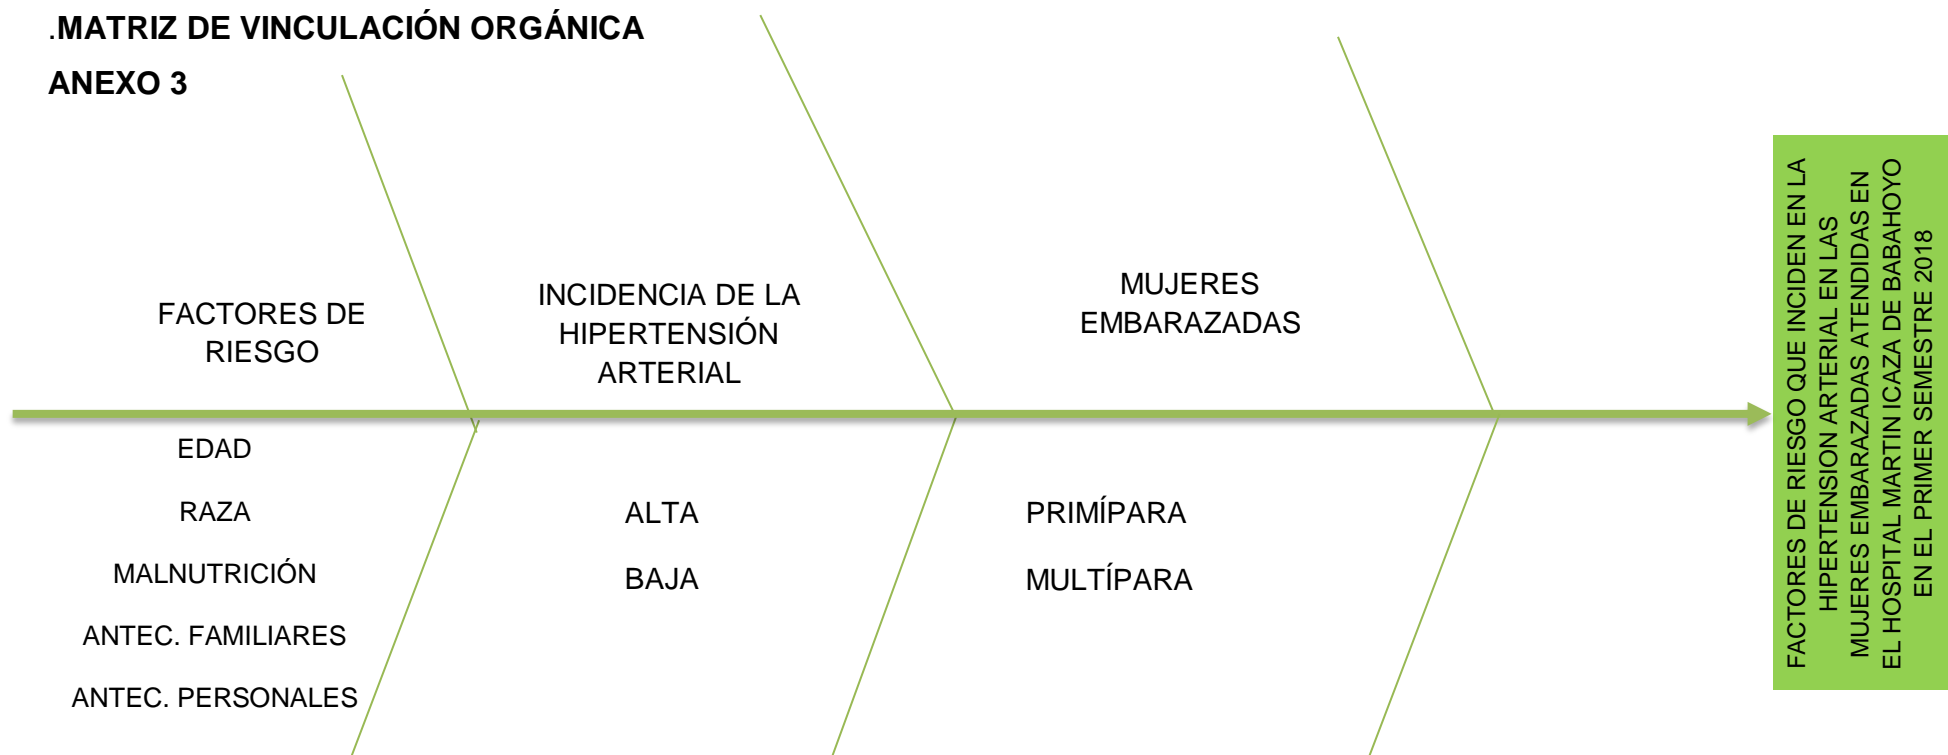 .MATRIZ DE VINCULACIÓN ORGÁNICA
ANEXO 3
FACTORES DE
RIESGO
INCIDENCIA DE LA
HIPERTENSIÓN
ARTERIAL
MUJERES
EMBARAZADAS
EDAD
RAZA
MALNUTRICIÓN
ANTEC. FAMILIARES
ANTEC. PERSONALES
ALTA
BAJA
PRIMÍPARA
MULTÍPARA
FACTORES DE RIESGO QUE INCIDEN EN LA
HIPERTENSION ARTERIAL EN LAS
MUJERES EMBARAZADAS ATENDIDAS EN
EL HOSPITAL MARTIN ICAZA DE BABAHOYO
EN EL PRIMER SEMESTRE 2018